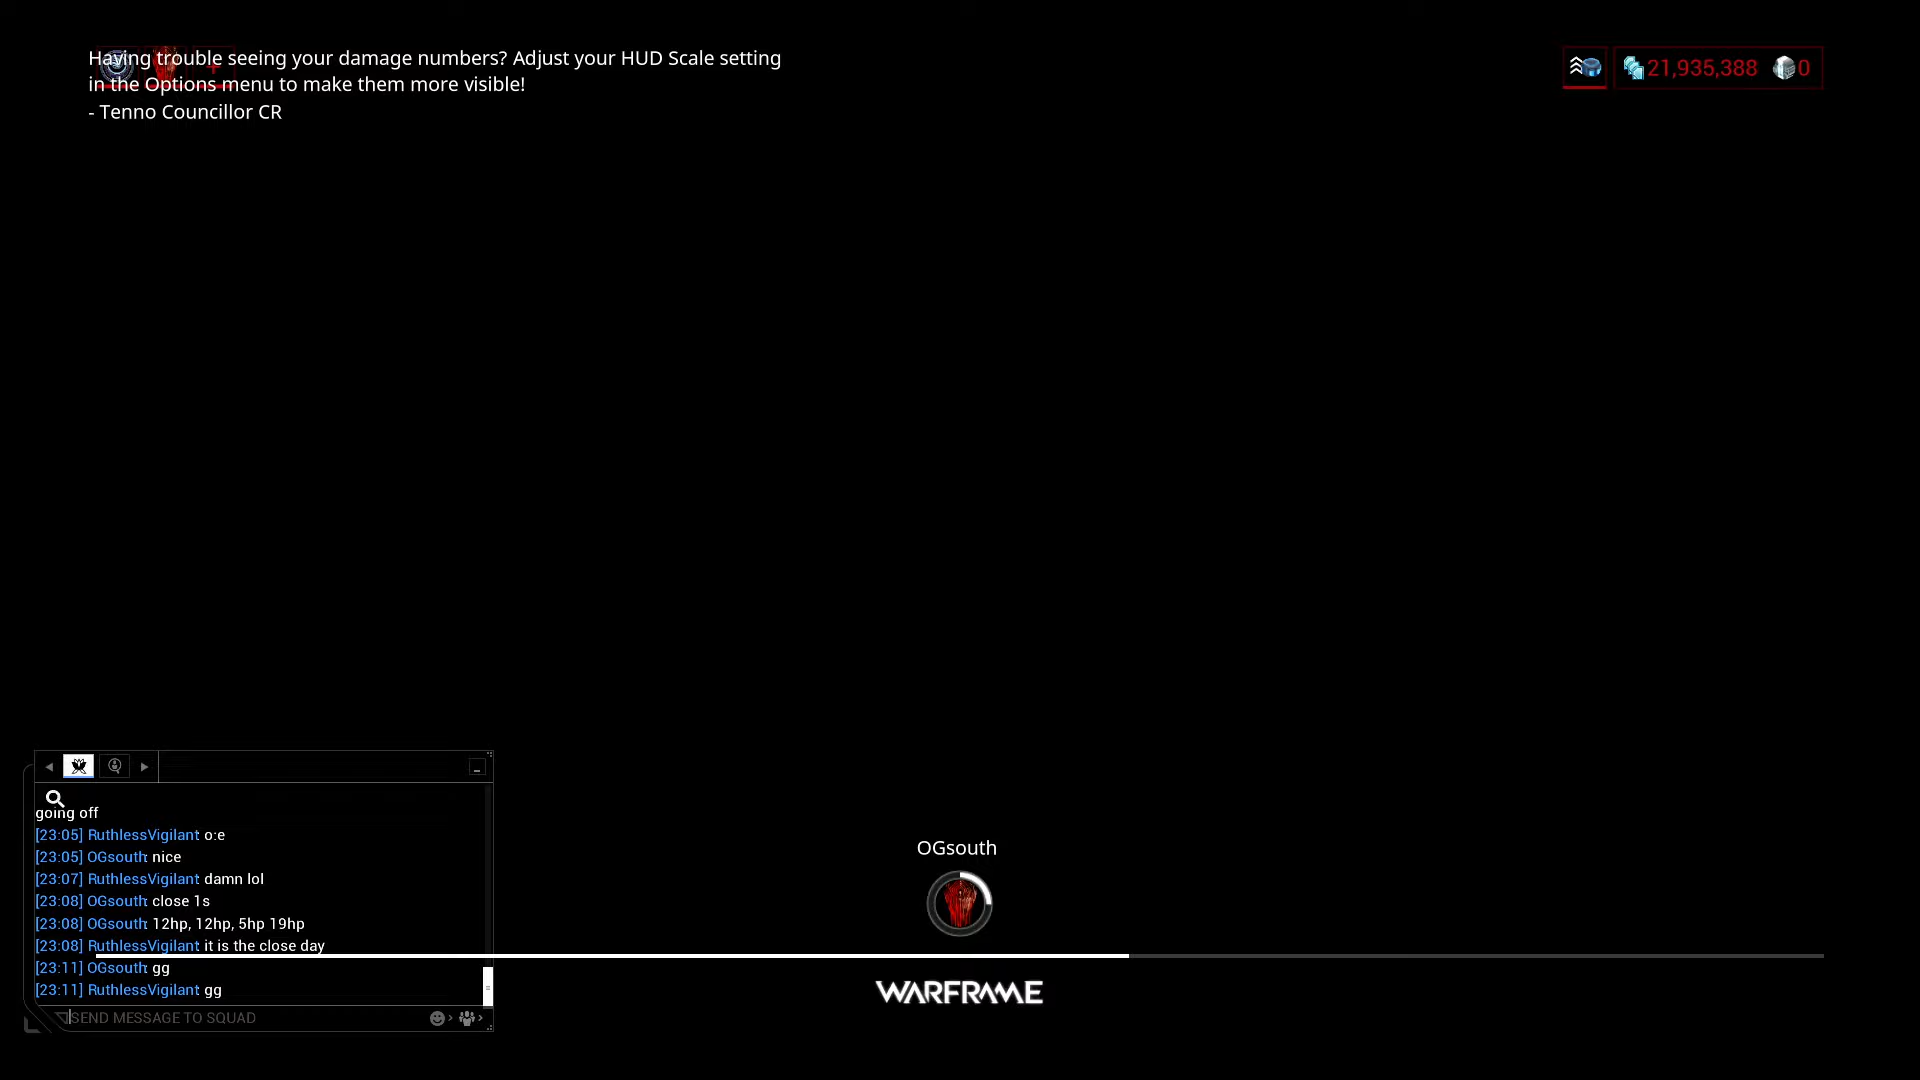 Having trouble seeing your damage numbers? Adjust your HUD Scale setting
in the Options menu to make them more visible!
- Tenno Councillor CR
21,935,388 0
going off
[23:05] RuthlessVigilant: o:e
[23:05] OGsouth: nice
[23:07] RuthlessVigilant: damn lol
[23:08] OGsouth: close 1s
[23:08] OGsouth: 12hp, 12hp, 5hp 19hp
[23:08] RuthlessVigilant: it is the close day
[23:11] OGsouth: gg
[23:11] RuthlessVigilant: gg
SEND MESSAGE TO SQUAD
OGsouth
WARFRAME